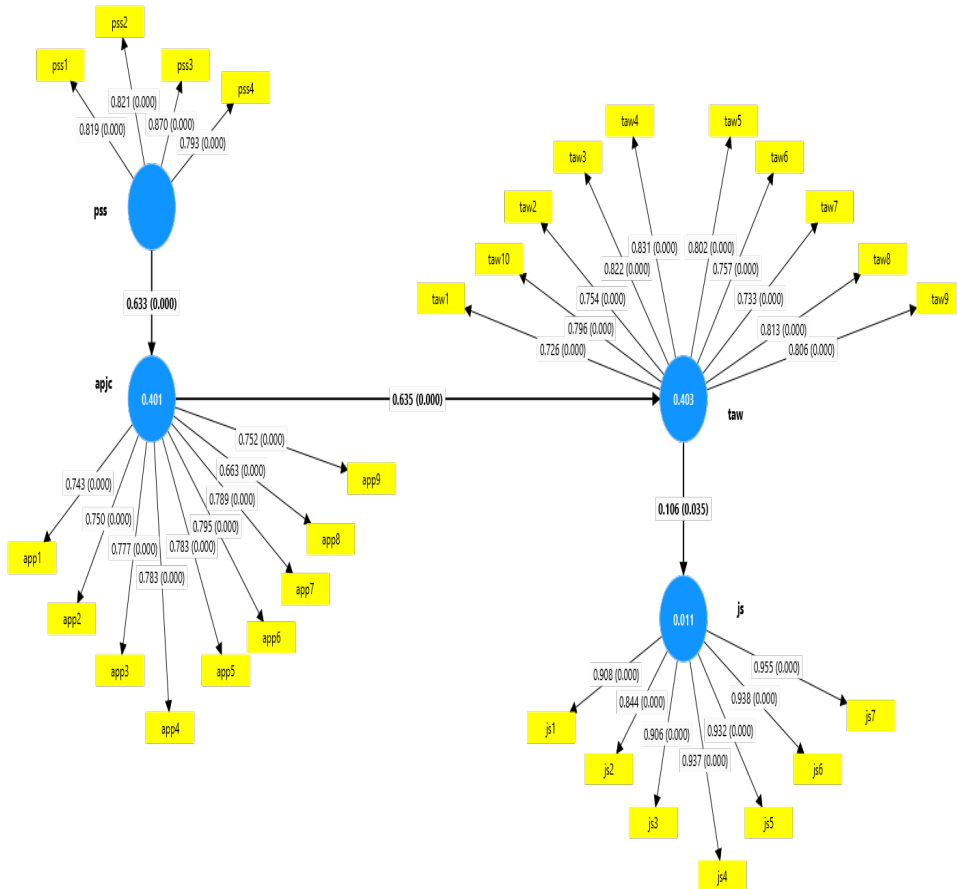 pss2
pss1
pss3
pss4
0.821 (0.000)
0.870 (0.000)
0.819 (0.000)
0.793 (0.000)
pss
0.633 (0.000)
apjc
0.401
0.635 (0.000)
0.752 (0.000)
0.663 (0.000)
0.743 (0.000)
0.789 (0.000)
0.750 (0.000)
0.795 (0.000)
0.777 (0.000)
0.783 (0.000)
0.783 (0.000)
app9
app8
app1
app7
app2
app6
app3
app5
app4
taw4
taw5
taw3
taw6
taw2
taw7
taw10
taw8
taw1
taw9
0.831 (0.000)
0.802 (0.000)
0.822 (0.000)
0.757 (0.000)
0.754 (0.000)
0.733 (0.000)
0.796 (0.000)
0.813 (0.000)
0.726 (0.000)
0.806 (0.000)
0.403
taw
0.106 (0.035)
js
0.011
0.955 (0.000)
0.908 (0.000)
0.844 (0.000)
0.938 (0.000)
0.906 (0.000)
0.932 (0.000)
0.937 (0.000)
js7
js1
js2
js6
js3
js5
js4